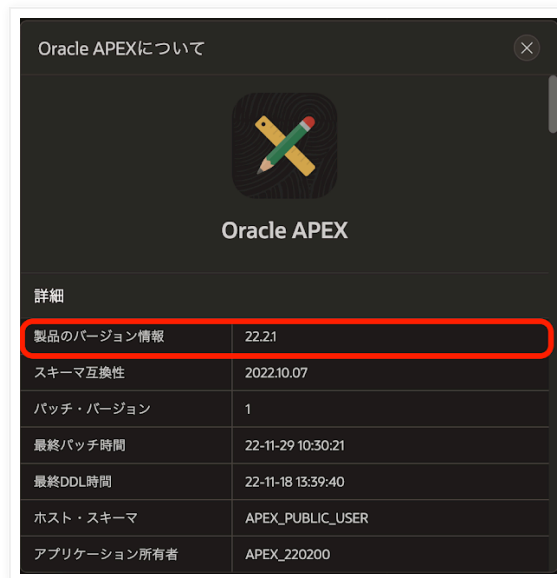 Oracle APEXについて
Oracle APEX
詳細
製品のバージョン情報 22.2.1
スキーマ互換性 2022.10.07
パッチ・バージョン 1
最終パッチ時間 22-11-29 10:30:21
最終DDL時間 22-11-18 13:39:40
ホスト・スキーマ APEX_PUBLIC_USER
アプリケーション所有者 APEX_220200